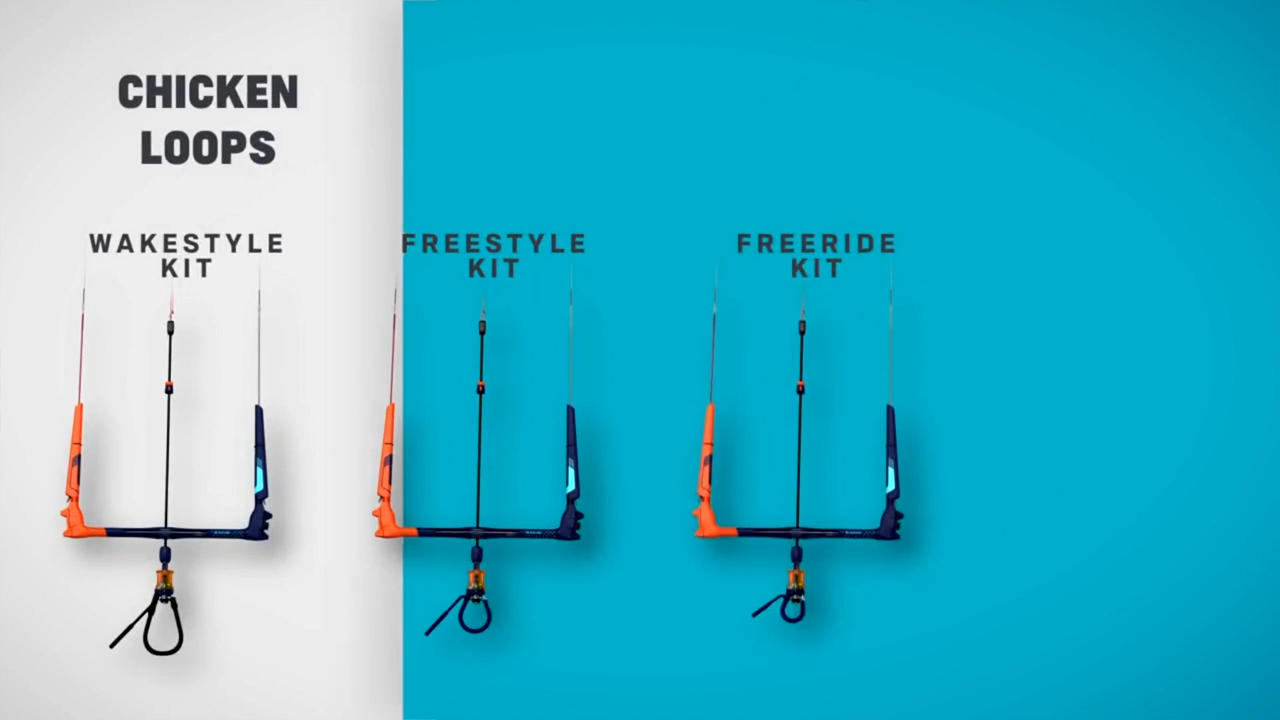 CHICKEN
LOOPS
WAKESTYLE
KIT
FREESTYLE
KIT
FREERIDE
KIT